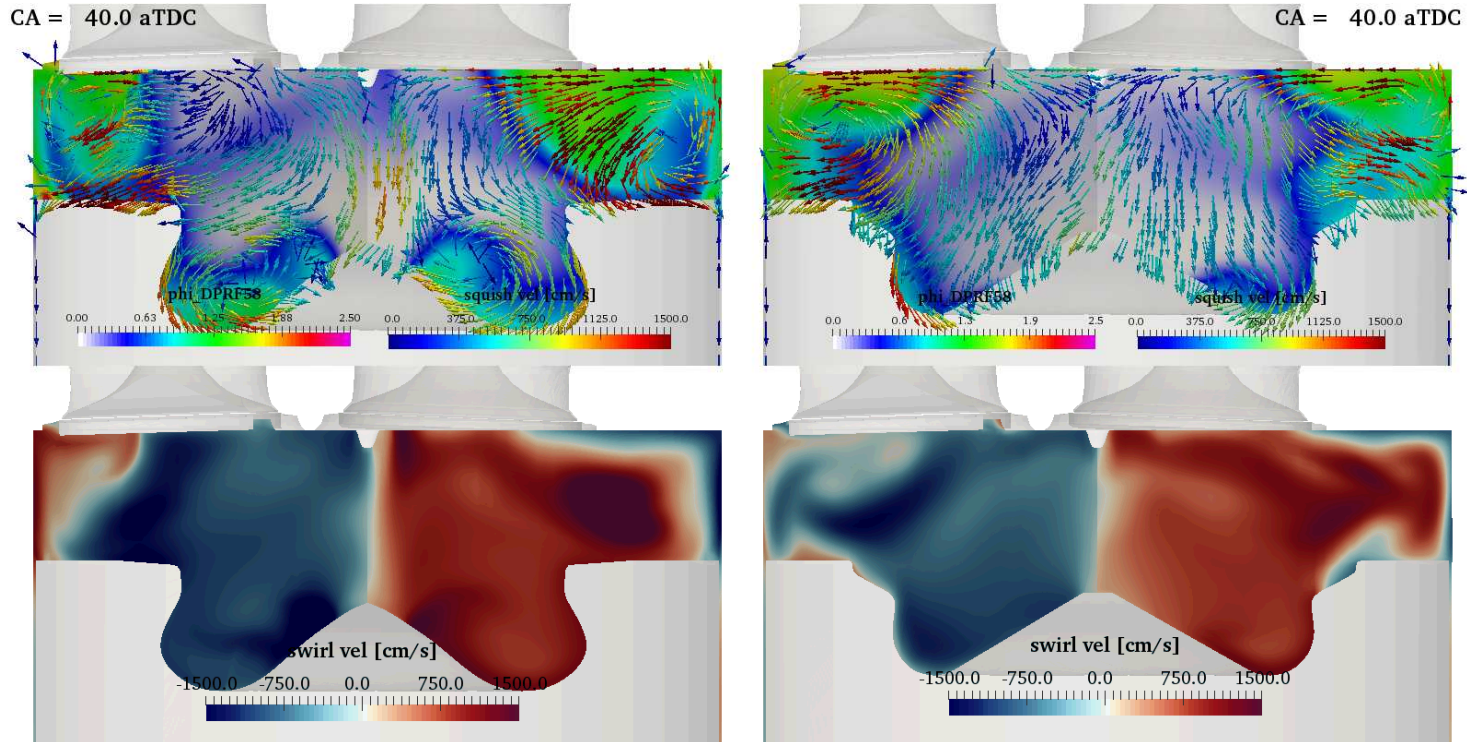 CA = 40.0 aTDC
CA = 40.0 aTDC
phi_DPRF58 squish vel [cm/s]
0.00 0.63 1.25 1.88 2.50 0.0 375.0 750.0 1125.0 1500.0
phi_DPRF58 squish vel [cm/s]
0.0 0.6 1.3 1.9 2.5 0.0 375.0 750.0 1125.0 1500.0
swirl vel [cm/s]
-1500.0 -750.0 0.0 750.0 1500.0
swirl vel [cm/s]
-1500.0 -750.0 0.0 750.0 1500.0